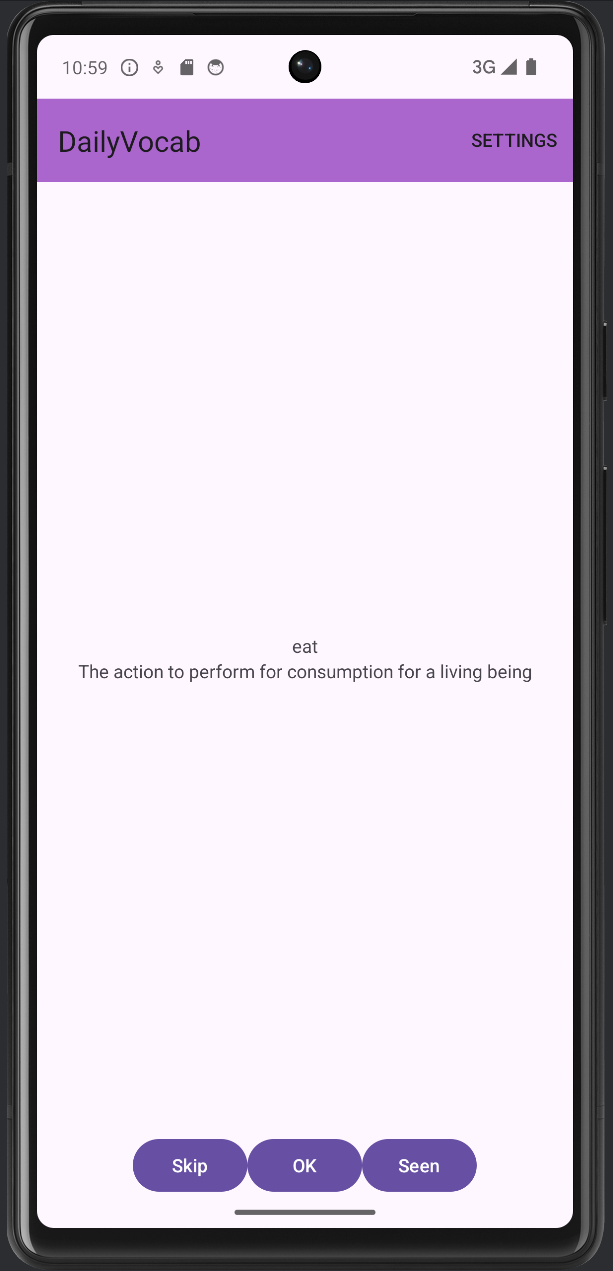 10:59 3G
DailyVocab SETTINGS
eat
The action to perform for consumption for a living being
Skip OK Seen